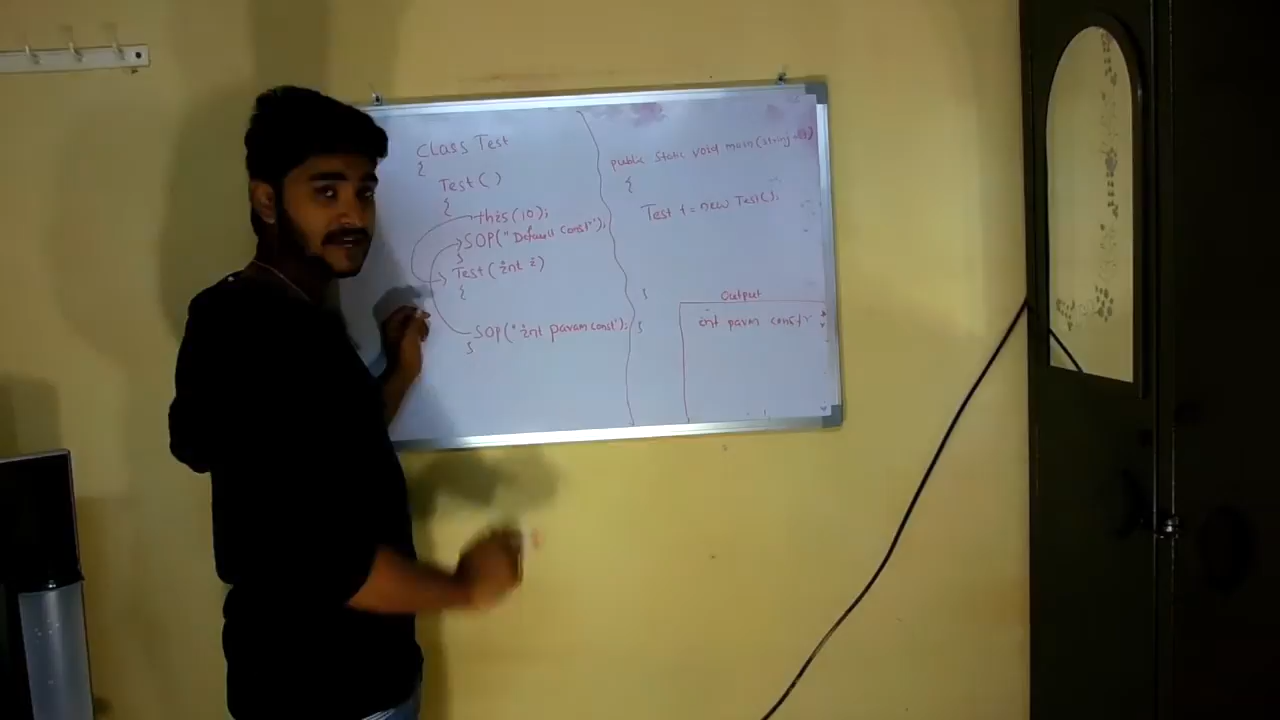 class Test
{
Test()
{
this(10);
SOP("Default const");
}
Test(int i)
{
SOP("int param const");
}
public static void main(string
{
Test t = new Test();
}
}
Output
int param constr